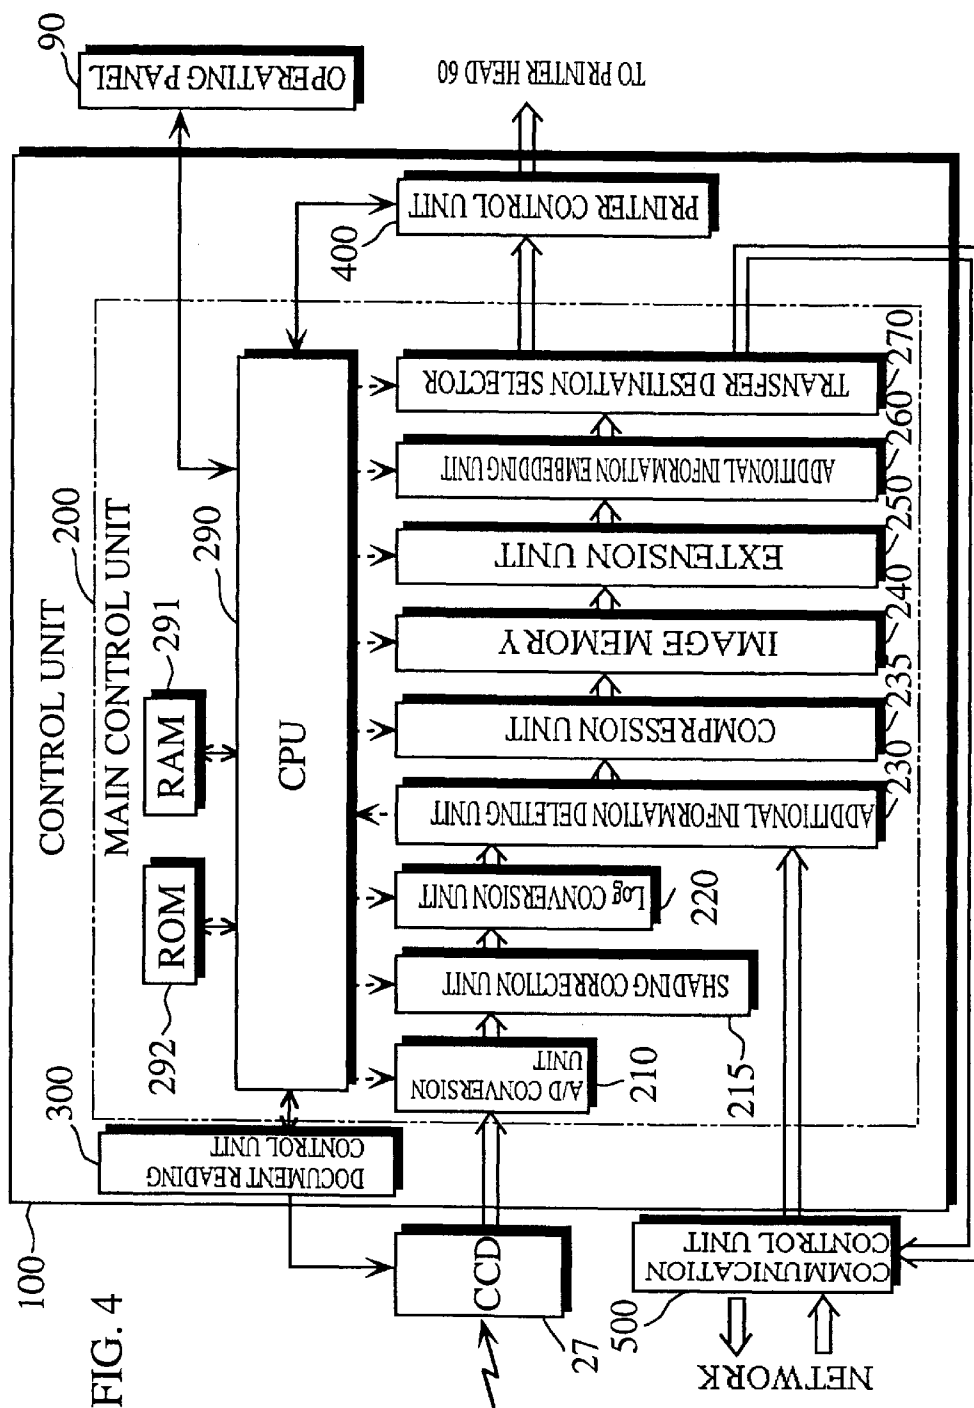 FIG. 4
100
CONTROL UNIT
200
MAIN CONTROL UNIT
90
OPERATING PANEL
300
DOCUMENT READING
CONTROL UNIT
292
ROM
RAM
291
290
CPU
400
PRINTER CONTROL
UNIT
TO PRINTER HEAD 60
CCD
27
A/D CONVERSION
UNIT
210
SHADING CORRECTION UNIT
215
Log CONVERSION UNIT
220
ADDITIONAL INFORMATION DELETING UNIT
230
COMPRESSION UNIT
235
IMAGE MEMORY
240
EXTENSION UNIT
250
ADDITIONAL INFORMATION EMBEDDING UNIT
260
TRANSFER DESTINATION SELECTOR
270
500
COMMUNICATION
CONTROL UNIT
NETWORK